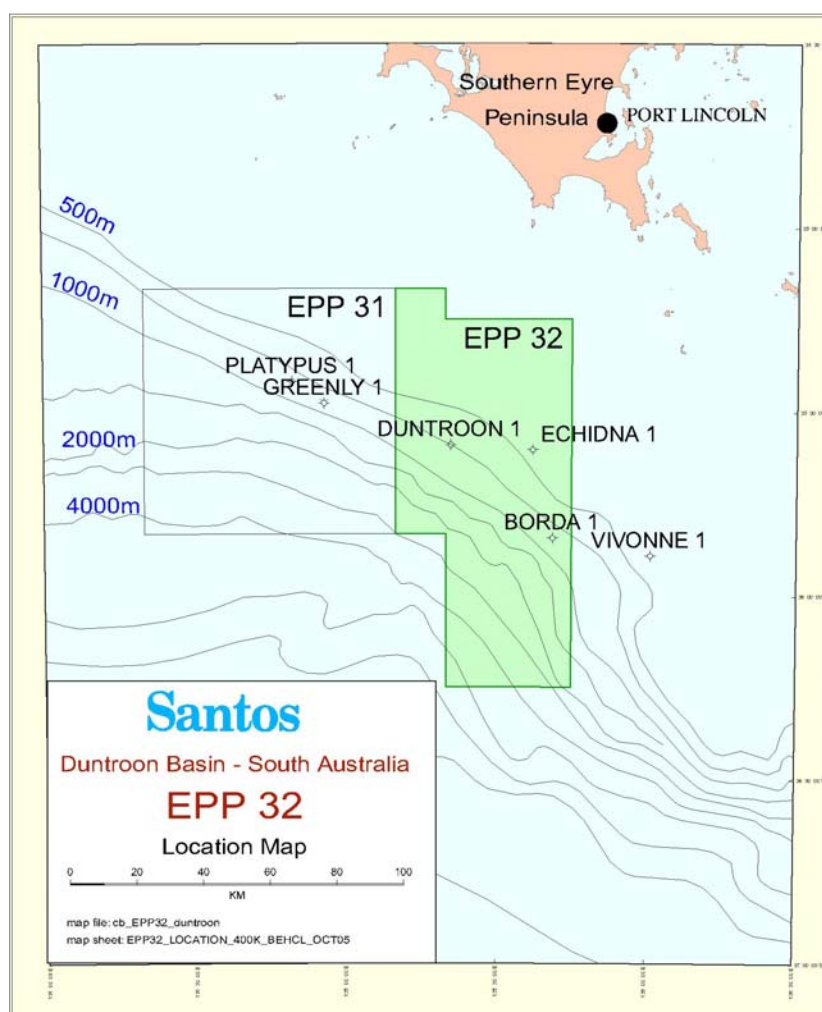 Southern Eyre
Peninsula
PORT LINCOLN
500m
1000m
EPP 31
EPP 32
PLATYPUS 1
GREENLY 1
DUNTROON 1
ECHIDNA 1
2000m
4000m
BORDA 1
VIVONNE 1
Santos
Duntroon Basin - South Australia
EPP 32
Location Map
0 20 40 60 80 100
KM
map file: cb_EPP32_duntroon
map sheet: EPP32_LOCATION_400K_BEHCL_OCT05